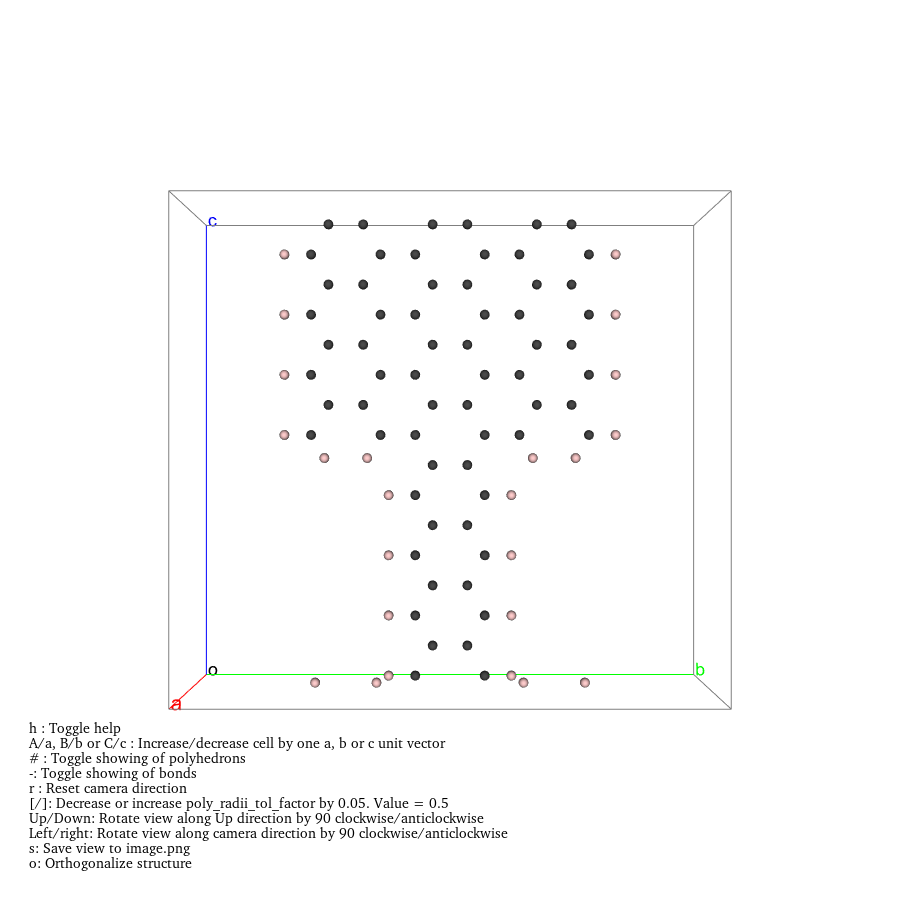 c
o
b
a
h : Toggle help
A/a, B/b or C/c : Increase/decrease cell by one a, b or c unit vector
# : Toggle showing of polyhedrons
-: Toggle showing of bonds
r : Reset camera direction
[/]: Decrease or increase poly_radii_tol_factor by 0.05. Value = 0.5
Up/Down: Rotate view along Up direction by 90 clockwise/anticlockwise
Left/right: Rotate view along camera direction by 90 clockwise/anticlockwise
s: Save view to image.png
o: Orthogonalize structure